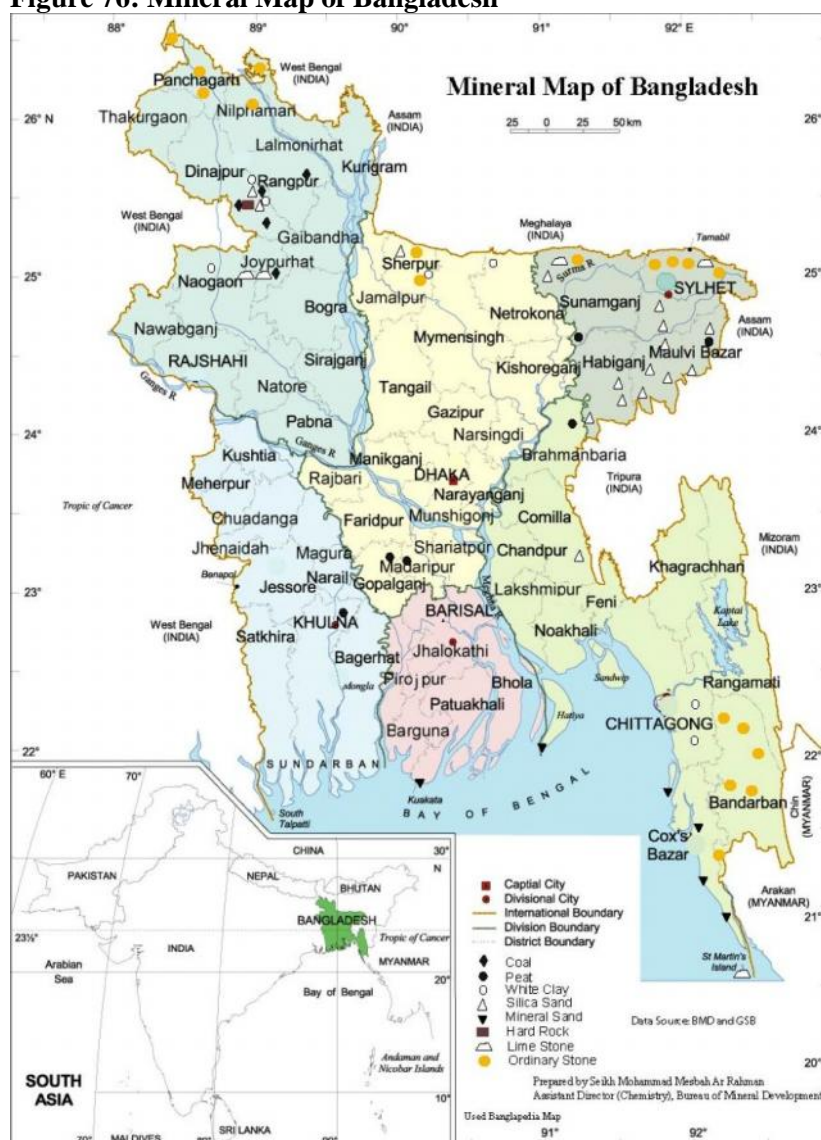 Figure 76: Mineral Map of Bangladesh
88° 89° 90° 91° 92° E
Mineral Map of Bangladesh
25 0 25 50 km
West Bengal
(INDIA)
Panchagarh
26° N
Thakurgaon
Nilphamari
Assam
(INDIA)
26°
Lalmonirhat
Kurigram
Dinajpur
Rangpur
West Bengal
(INDIA)
Meghalaya
(INDIA)
Tamabil
Gaibandha
Sherpur
Surma R
25°
Joypurhat
SYLHET
25°
Naogaon
Jamalpur
Sunamganj
Bogra
Netrokona
Assam
(INDIA)
Nawabganj
Mymensingh
Habiganj
Maulvi Bazar
RAJSHAHI
Sirajganj
Kishoreganj
Ganges R
Natore
Tangail
Gazipur
Pabna
24°
Narsingdi
24°
Ganges R
Kushtia
Manikganj
Brahmanbaria
Meherpur
Rajbari
DHAKA
Tripura
(INDIA)
Narayanganj
Tropic of Cancer
Chuadanga
Faridpur
Munshigonj
Comilla
Mizoram
(INDIA)
Jhenaidah
Magura
Shariatpur
Chandpur
Khagrachhari
23°
Madaripur
23°
Benapol
Narail
Gopalganj
Jessore
Lakshmipur
Feni
Kaptai
Lake
West Bengal
(INDIA)
KHULNA
BARISAL
Noakhali
Satkhira
Jhalokathi
Bagerhat
Sandwip
Rangamati
Mongla
Pirojpur
Bhola
Hatiya
CHITTAGONG
Patuakhali
22°
Barguna
22°
SUNDARBAN
Chin
(MYANMAR)
60° E 70°
Kuakata
BAY OF BENGAL
Bandarban
South
Talpatti
Cox's
Bazar
CHINA
30°
N
Arakan
(MYANMAR)
PAKISTAN
NEPAL
BHUTAN
Captial City
Divisional City
International Boundary
BANGLADESH
Division Boundary
23½°
Tropic of Cancer
District Boundary
INDIA
MYANMAR
Coal
St Martin's
Island
Arabian
Sea
20°
Peat
White Clay
Bay of Bengal
Silica Sand
Mineral Sand
Data Source: BMD and GSB
Hard Rock
Lime Stone
Andaman and
Nicobar Islands
Ordinary Stone
20°
SOUTH
ASIA
Prepared by Seikh Mohammad Mesbah Ar Rahman
10°
Assistant Director (Chemistry), Bureau of Mineral Development
Used Banglapedia Map
MALDIVES
SRI LANKA
91° 92°